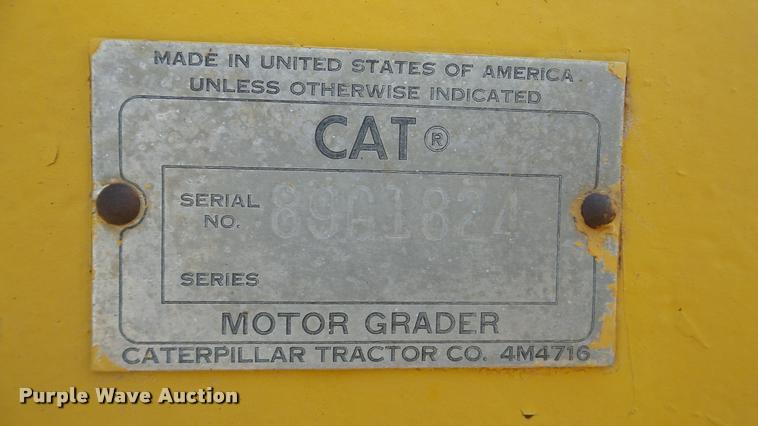 MADE IN UNITED STATES OF AMERICA
UNLESS OTHERWISE INDICATED
CAT®
SERIAL NO. 89G1824
SERIES
MOTOR GRADER
CATERPILLAR TRACTOR CO. 4M4716
Purple Wave Auction